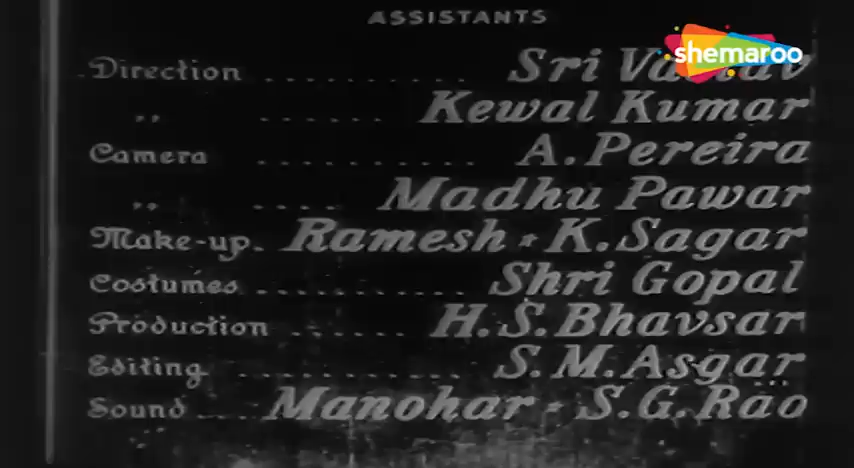 ASSISTANTS
shemaroo
Direction .......... Sri
,, ...... Kewal Kumar
Camera .......... A. Pereira
,, .... Madhu Pawar
Make-up. Ramesh * K. Sagar
Costumes .......... Shri Gopal
Production ...... H. S. Bhavsar
Editing .......... S. M. Asgar
Sound .... Manohar * S. G. Rao